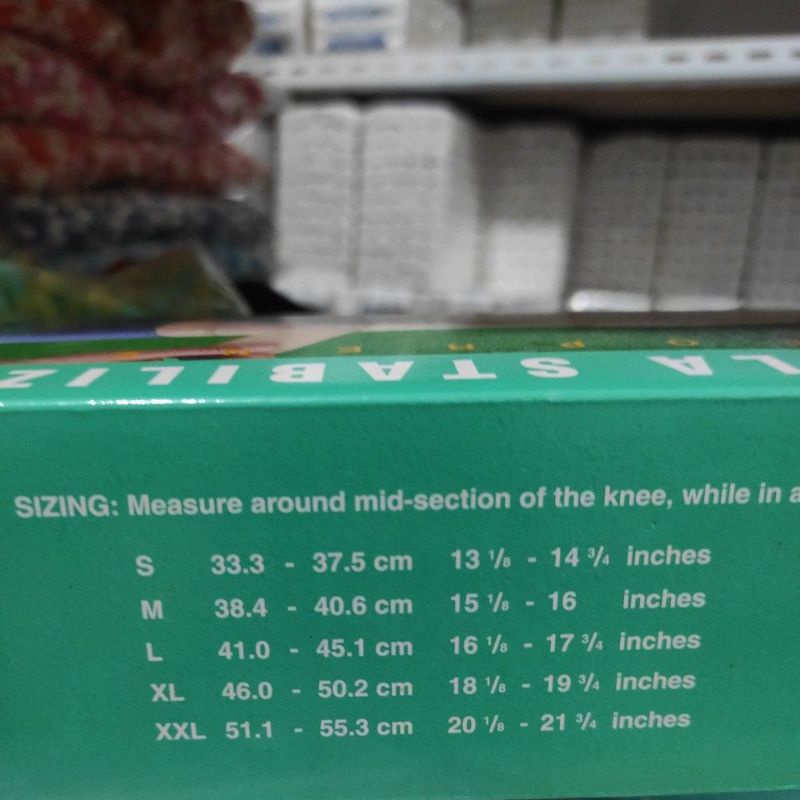 LA STABILIZ
SIZING: Measure around mid-section of the knee, while in a
S 33.3 - 37.5 cm 13 1/8 - 14 3/4 inches
M 38.4 - 40.6 cm 15 1/8 - 16 inches
L 41.0 - 45.1 cm 16 1/8 - 17 3/4 inches
XL 46.0 - 50.2 cm 18 1/8 - 19 3/4 inches
XXL 51.1 - 55.3 cm 20 1/8 - 21 3/4 inches